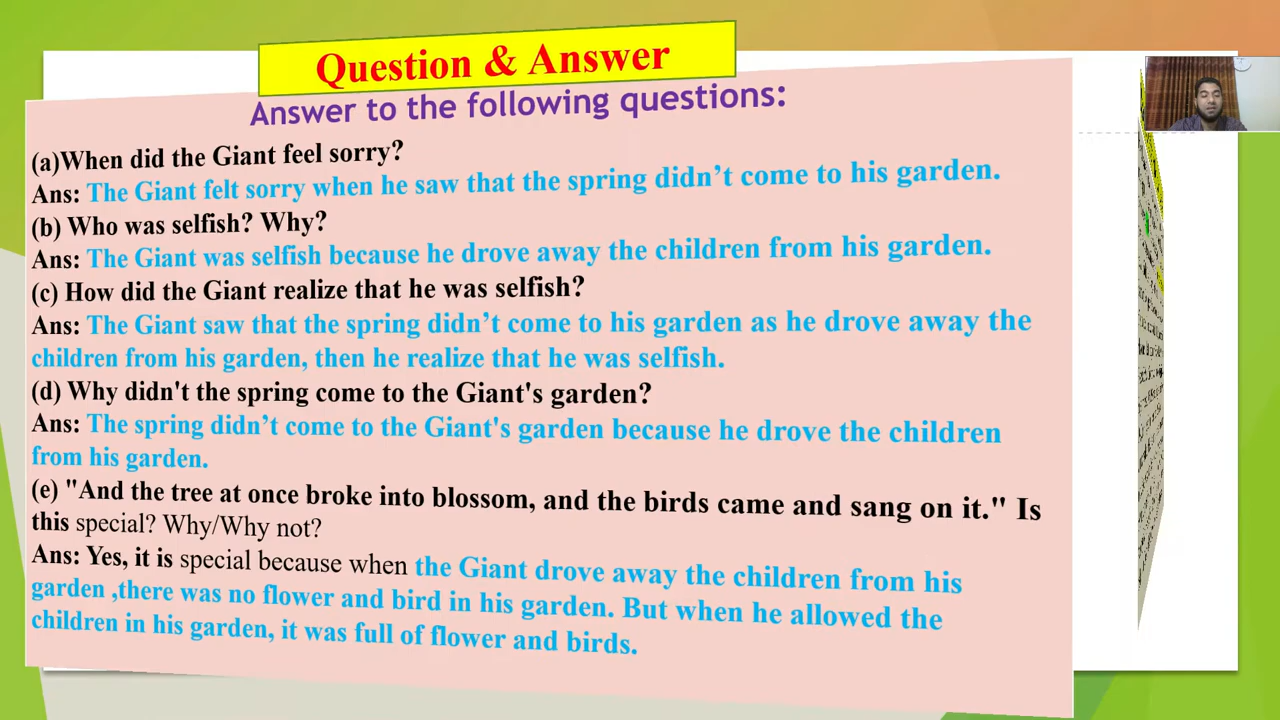 Question & Answer
Answer to the following questions:
(a)When did the Giant feel sorry?
Ans: The Giant felt sorry when he saw that the spring didn’t come to his garden.
(b) Who was selfish? Why?
Ans: The Giant was selfish because he drove away the children from his garden.
(c) How did the Giant realize that he was selfish?
Ans: The Giant saw that the spring didn’t come to his garden as he drove away the
children from his garden, then he realize that he was selfish.
(d) Why didn't the spring come to the Giant's garden?
Ans: The spring didn’t come to the Giant's garden because he drove the children
from his garden.
(e) "And the tree at once broke into blossom, and the birds came and sang on it." Is
this special? Why/Why not?
Ans: Yes, it is special because when the Giant drove away the children from his
garden ,there was no flower and bird in his garden. But when he allowed the
children in his garden, it was full of flower and birds.